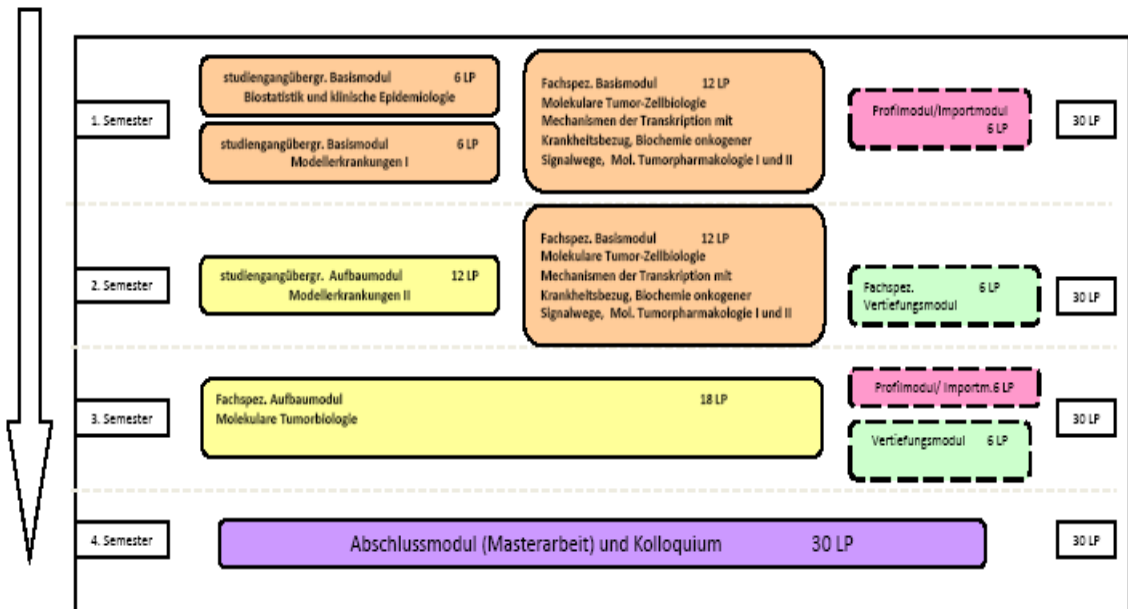 1. Semester
studiengangübergr. Basismodul 6 LP
Biostatistik und klinische Epidemiologie
studiengangübergr. Basismodul 6 LP
Modellerkrankungen I
Fachspez. Basismodul 12 LP
Molekulare Tumor-Zellbiologie
Mechanismen der Transkription mit
Krankheitsbezug, Biochemie onkogener
Signalwege, Mol. Tumorpharmakologie I und II
Profilmodul/Importmodul
6 LP
30 LP
2. Semester
studiengangübergr. Aufbaumodul 12 LP
Modellerkrankungen II
Fachspez. Basismodul 12 LP
Molekulare Tumor-Zellbiologie
Mechanismen der Transkription mit
Krankheitsbezug, Biochemie onkogener
Signalwege, Mol. Tumorpharmakologie I und II
Fachspez. 6 LP
Vertiefungsmodul
30 LP
3. Semester
Fachspez. Aufbaumodul 18 LP
Molekulare Tumorbiologie
Profilmodul/ Importm.6 LP
Vertiefungsmodul 6 LP
30 LP
4. Semester
Abschlussmodul (Masterarbeit) und Kolloquium 30 LP
30 LP